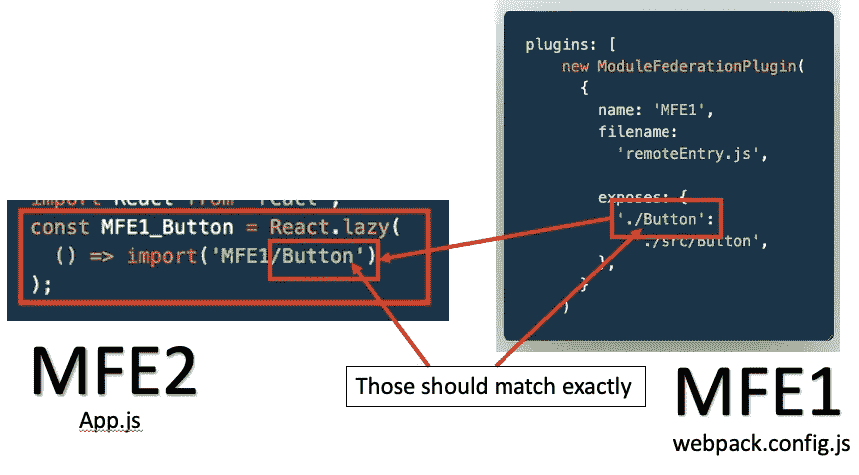 import React from 'react',
const MFE1_Button = React.lazy(
() => import('MFE1/Button')
);
MFE2
App.js
plugins: [
new ModuleFederationPlugin(
{
name: 'MFE1',
filename:
'remoteEntry.js',
exposes: {
'./Button':
'./src/Button',
},
}
)
Those should match exactly
MFE1
webpack.config.js